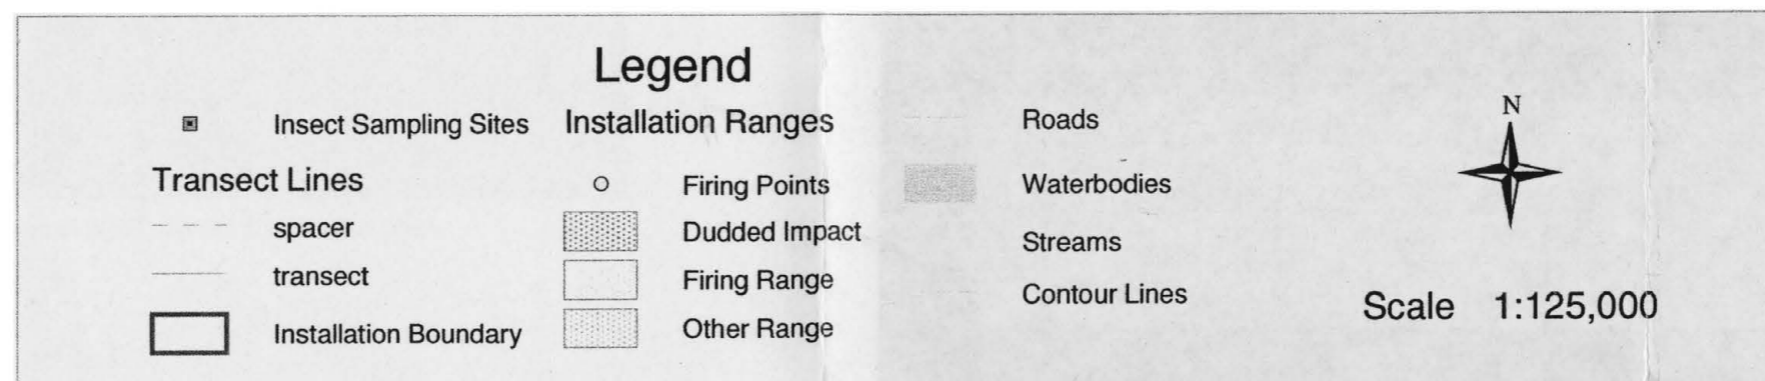 Legend
Insect Sampling Sites
Transect Lines
spacer
transect
Installation Boundary
Installation Ranges
Firing Points
Dudded Impact
Firing Range
Other Range
Roads
Waterbodies
Streams
Contour Lines
N
Scale 1:125,000